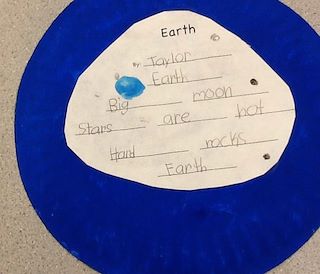 Earth
By: Taylor
Earth
Big moon
Stars are hot
Hard rocks
Earth